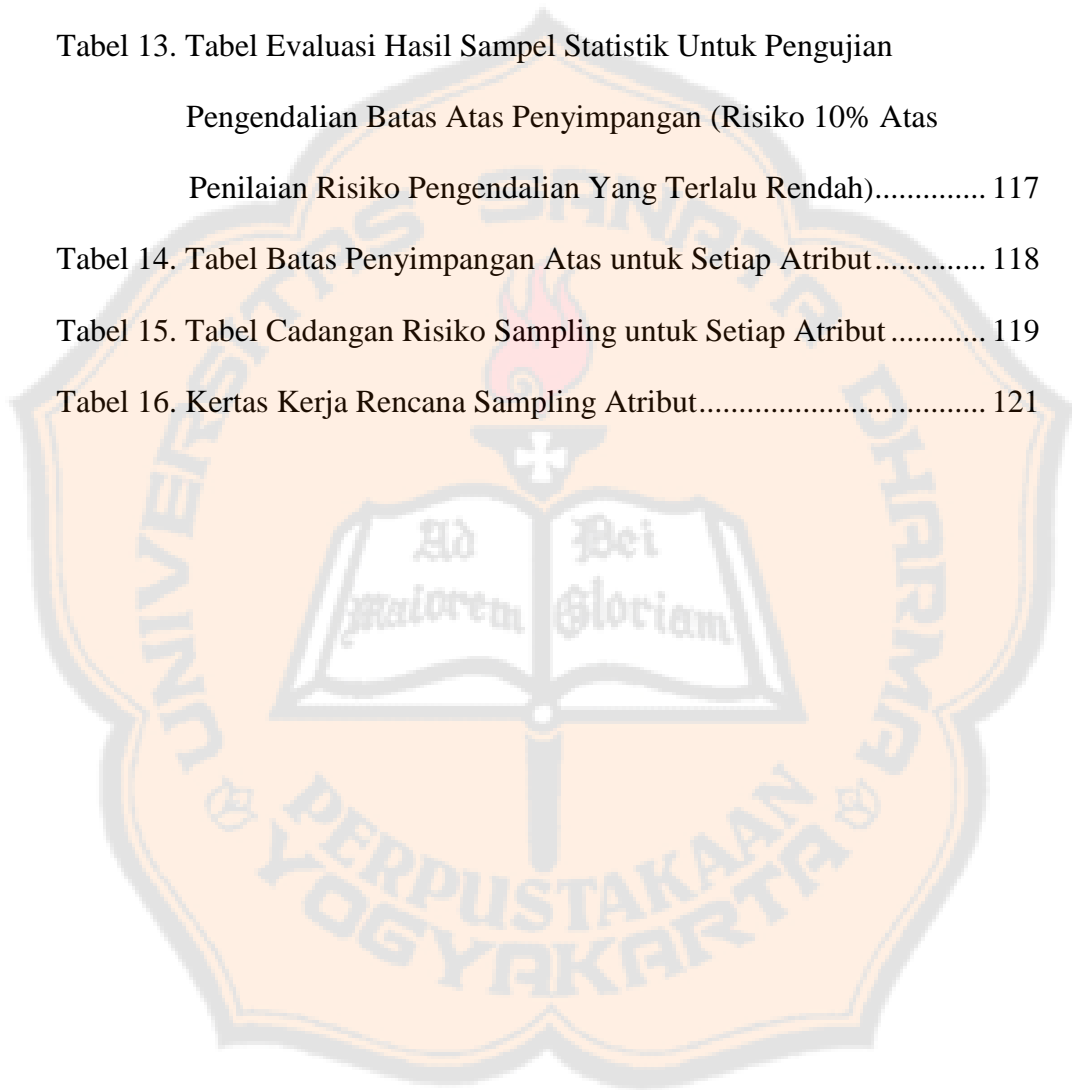 Tabel 13. Tabel Evaluasi Hasil Sampel Statistik Untuk Pengujian
Pengendalian Batas Atas Penyimpangan (Risiko 10% Atas
Penilaian Risiko Pengendalian Yang Terlalu Rendah).............. 117
Tabel 14. Tabel Batas Penyimpangan Atas untuk Setiap Atribut.............. 118
Tabel 15. Tabel Cadangan Risiko Sampling untuk Setiap Atribut............ 119
Tabel 16. Kertas Kerja Rencana Sampling Atribut.................................... 121
UNIVERSITAS SANATA DHARMA
Ad Dei
Maiorem Gloriam
PERPUSTAKAAN
YOGYAKARTA